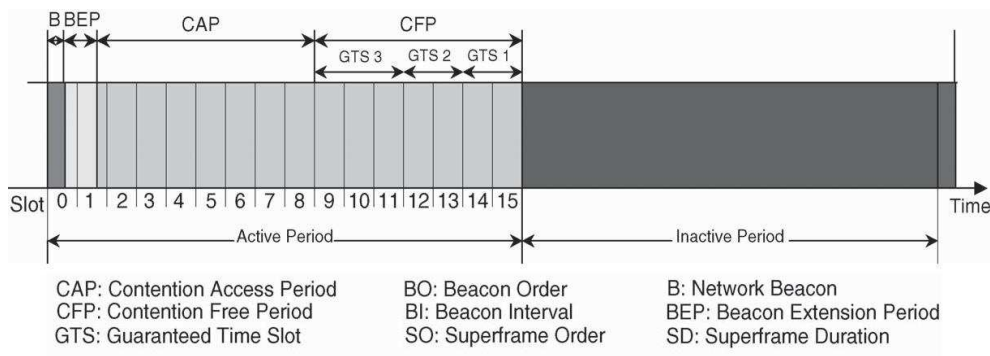 B BEP CAP CFP
GTS 3 GTS 2 GTS 1
Slot 0 1 2 3 4 5 6 7 8 9 10 11 12 13 14 15 Time
Active Period Inactive Period
CAP: Contention Access Period BO: Beacon Order B: Network Beacon
CFP: Contention Free Period BI: Beacon Interval BEP: Beacon Extension Period
GTS: Guaranteed Time Slot SO: Superframe Order SD: Superframe Duration